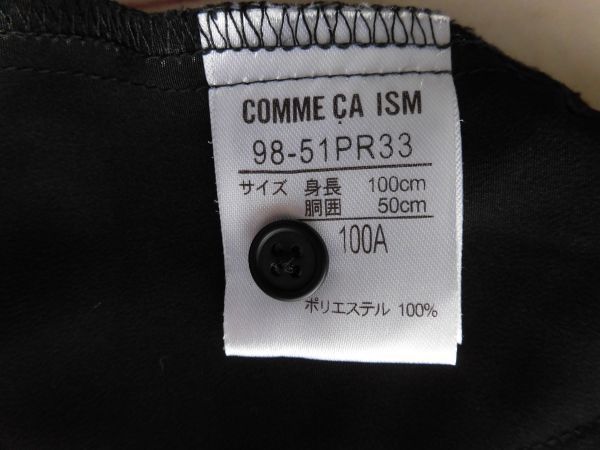 COMME ÇA ISM
98-51PR33
サイズ 身長 100cm
胴囲 50cm
100A
ポリエステル 100%